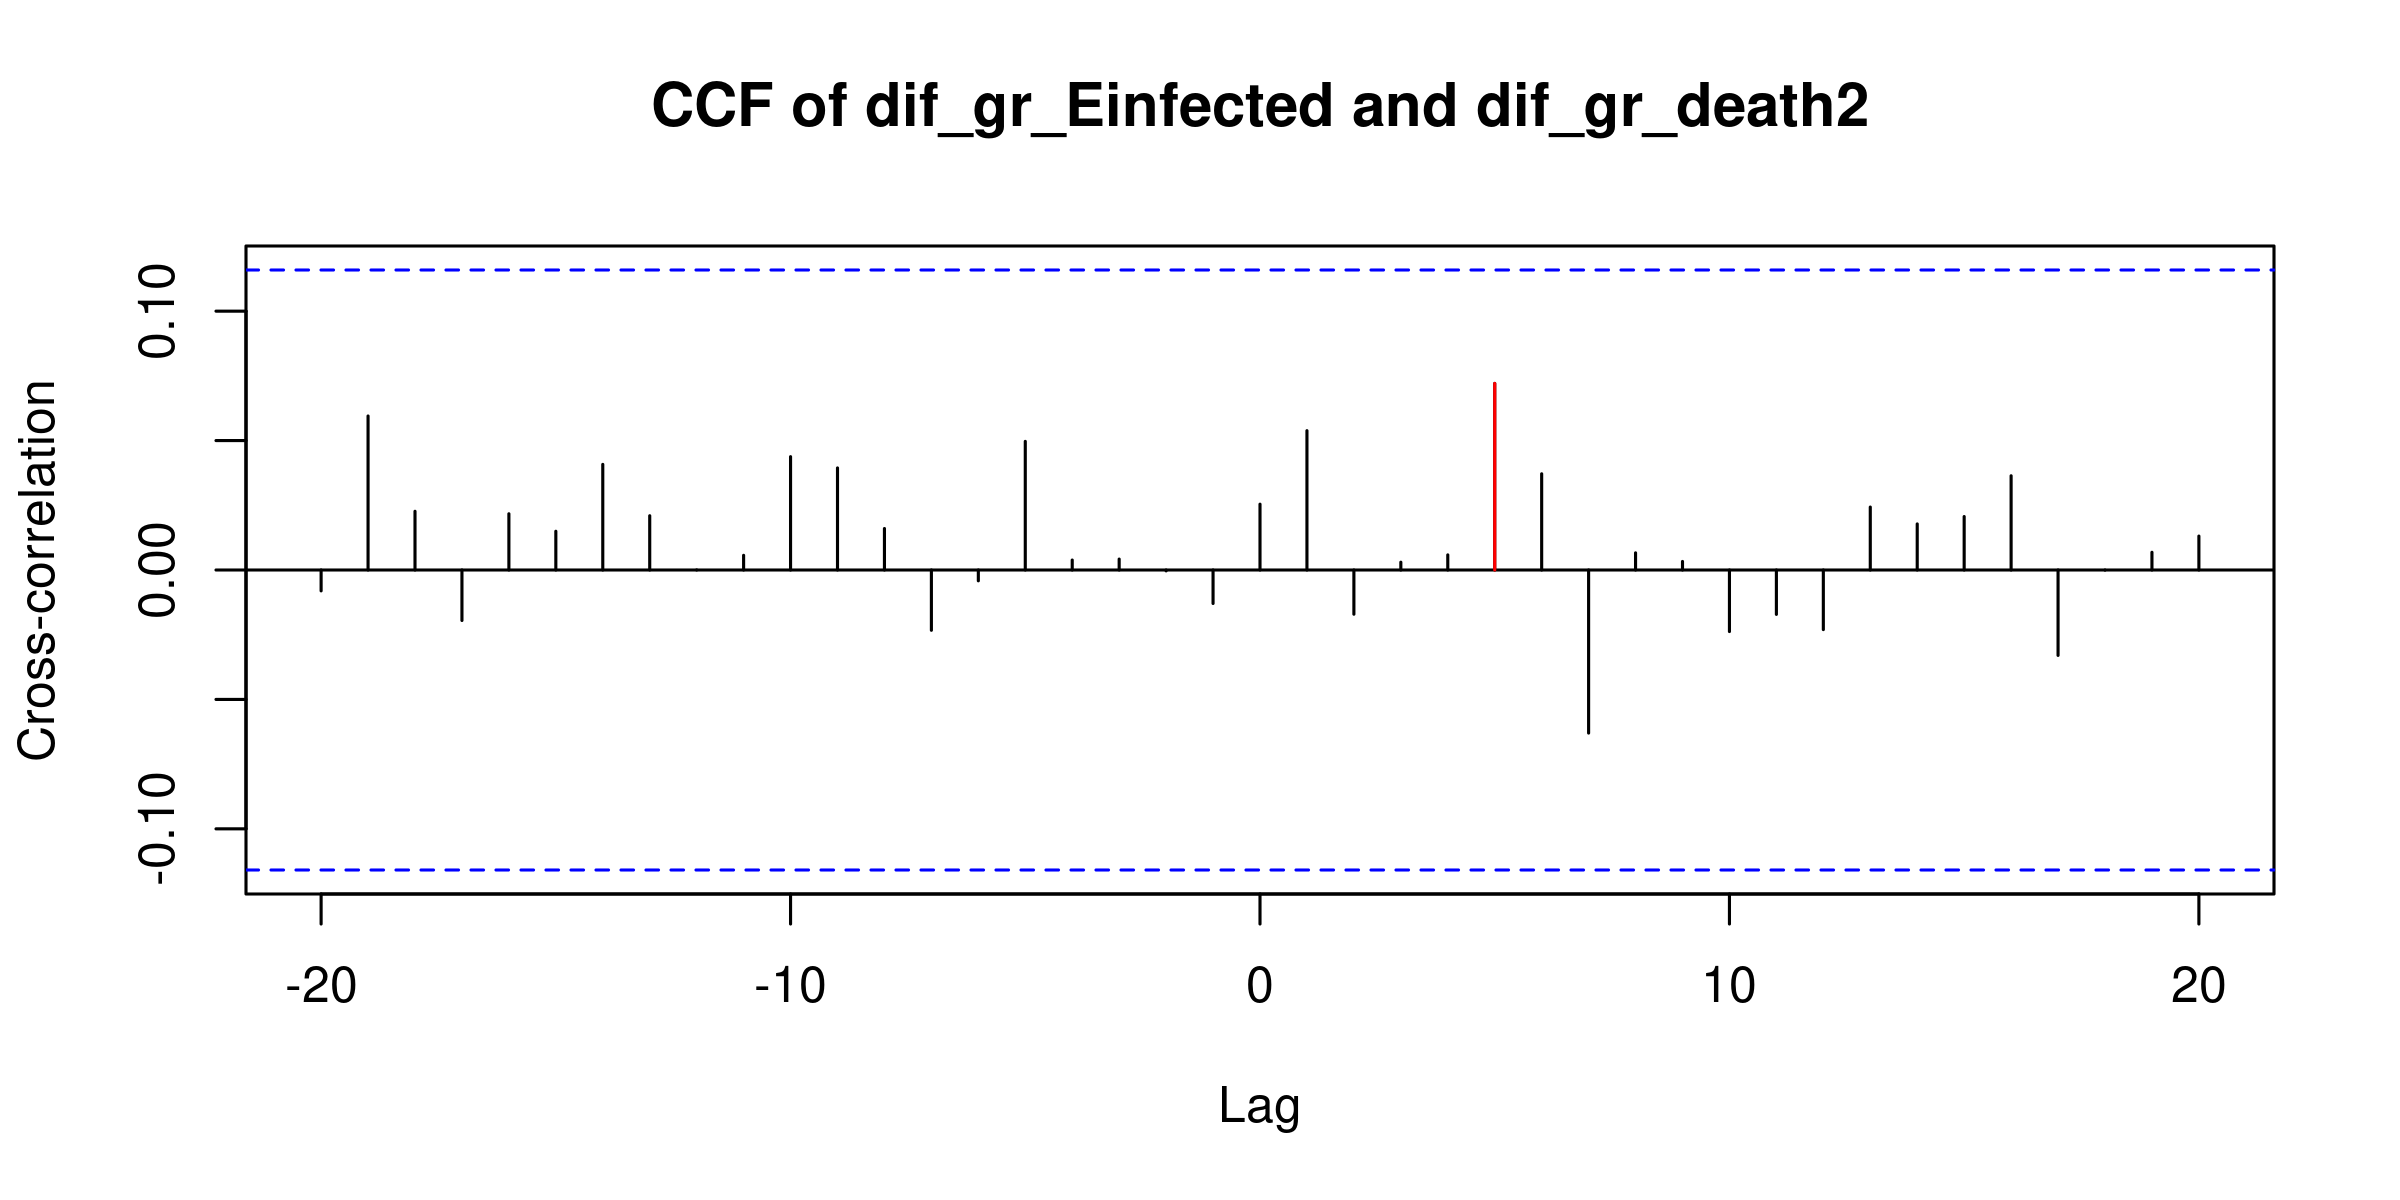 CCF of dif_gr_Einfected and dif_gr_death2
Cross-correlation
0.10
0.00
-0.10
-20 -10 0 10 20
Lag